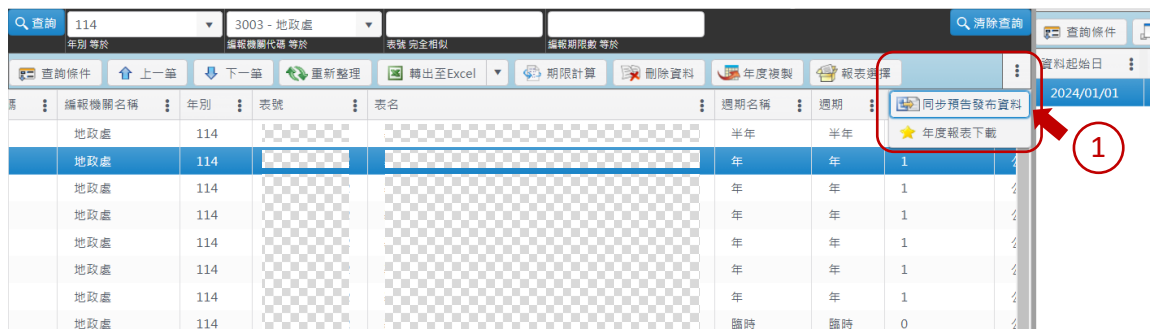 查詢 114 3003 - 地政處 清除查詢
年別 等於 編報機關代碼 等於 表號 完全相似 編報期限數 等於
查詢條件
查詢條件 上一筆 下一筆 重新整理 轉出至Excel 期限計算 刪除資料 年度複製 報表選擇
資料起始日
編報機關名稱 年別 表號 表名 週期名稱 週期
同步預告發布資料
年度報表下載
2024/01/01
1
地政處 114 半年 半年
地政處 114 年 年 1
地政處 114 年 年 1
地政處 114 年 年 1
地政處 114 年 年 1
地政處 114 年 年 1
地政處 114 年 年 1
地政處 114 臨時 臨時 0